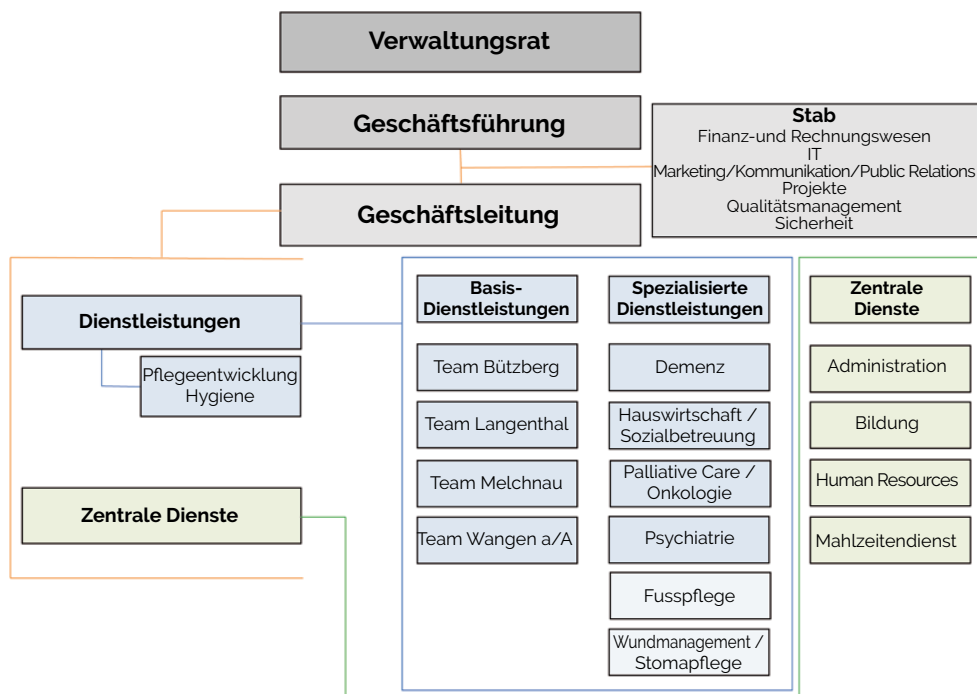 Verwaltungsrat
Geschäftsführung
Stab
Finanz-und Rechnungswesen
IT
Marketing/Kommunikation/Public Relations
Projekte
Qualitätsmanagement
Sicherheit
Geschäftsleitung
Dienstleistungen
Pflegeentwicklung
Hygiene
Zentrale Dienste
Basis-
Dienstleistungen
Team Bützberg
Team Langenthal
Team Melchnau
Team Wangen a/A
Spezialisierte
Dienstleistungen
Demenz
Hauswirtschaft /
Sozialbetreuung
Palliative Care /
Onkologie
Psychiatrie
Fusspflege
Wundmanagement /
Stomapflege
Zentrale
Dienste
Administration
Bildung
Human Resources
Mahlzeitendienst